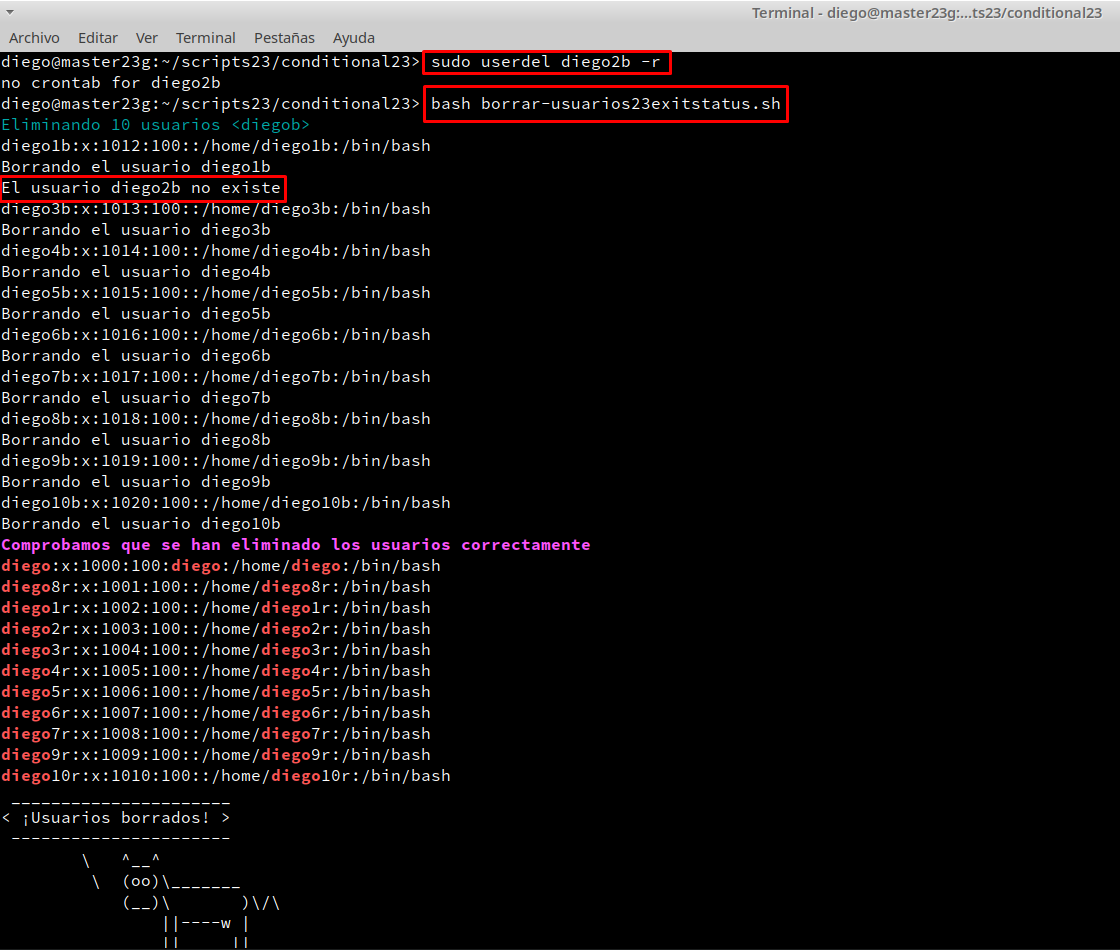 Terminal - diego@master23g:...ts23/conditional23
Archivo Editar Ver Terminal Pestañas Ayuda
diego@master23g:~/scripts23/conditional23> sudo userdel diego2b -r
no crontab for diego2b
diego@master23g:~/scripts23/conditional23> bash borrar-usuarios23exitstatus.sh
Eliminando 10 usuarios <diegob>
diego1b:x:1012:100::/home/diego1b:/bin/bash
Borrando el usuario diego1b
El usuario diego2b no existe
diego3b:x:1013:100::/home/diego3b:/bin/bash
Borrando el usuario diego3b
diego4b:x:1014:100::/home/diego4b:/bin/bash
Borrando el usuario diego4b
diego5b:x:1015:100::/home/diego5b:/bin/bash
Borrando el usuario diego5b
diego6b:x:1016:100::/home/diego6b:/bin/bash
Borrando el usuario diego6b
diego7b:x:1017:100::/home/diego7b:/bin/bash
Borrando el usuario diego7b
diego8b:x:1018:100::/home/diego8b:/bin/bash
Borrando el usuario diego8b
diego9b:x:1019:100::/home/diego9b:/bin/bash
Borrando el usuario diego9b
diego10b:x:1020:100::/home/diego10b:/bin/bash
Borrando el usuario diego10b
Comprobamos que se han eliminado los usuarios correctamente
diego:x:1000:100:diego:/home/diego:/bin/bash
diego8r:x:1001:100::/home/diego8r:/bin/bash
diego1r:x:1002:100::/home/diego1r:/bin/bash
diego2r:x:1003:100::/home/diego2r:/bin/bash
diego3r:x:1004:100::/home/diego3r:/bin/bash
diego4r:x:1005:100::/home/diego4r:/bin/bash
diego5r:x:1006:100::/home/diego5r:/bin/bash
diego6r:x:1007:100::/home/diego6r:/bin/bash
diego7r:x:1008:100::/home/diego7r:/bin/bash
diego9r:x:1009:100::/home/diego9r:/bin/bash
diego10r:x:1010:100::/home/diego10r:/bin/bash
 ______________________
< ¡Usuarios borrados! >
 ----------------------
        \   ^__^
         \  (oo)\_______
            (__)\       )\/\
                ||----w |
                ||     ||